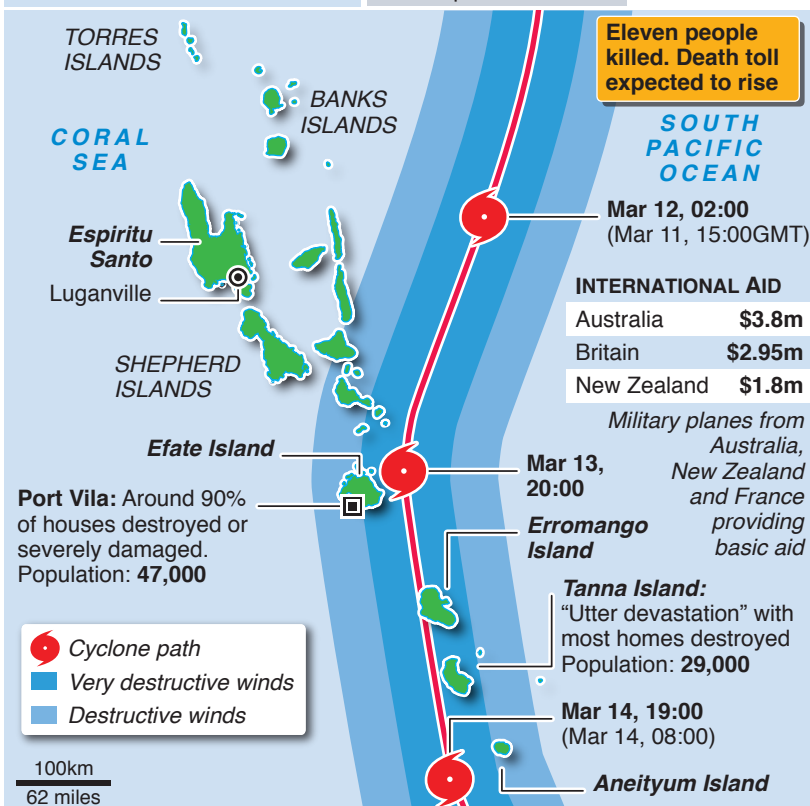 TORRES
ISLANDS
BANKS
ISLANDS
CORAL
SEA
Eleven people
killed. Death toll
expected to rise
SOUTH
PACIFIC
OCEAN
Mar 12, 02:00
(Mar 11, 15:00GMT)
Espiritu
Santo
Luganville
SHEPHERD
ISLANDS
INTERNATIONAL AID
Australia $3.8m
Britain $2.95m
New Zealand $1.8m
Military planes from
Australia,
New Zealand
and France
providing
basic aid
Efate Island
Mar 13,
20:00
Port Vila: Around 90%
of houses destroyed or
severely damaged.
Population: 47,000
Erromango
Island
Tanna Island:
“Utter devastation” with
most homes destroyed
Population: 29,000
Cyclone path
Very destructive winds
Destructive winds
Mar 14, 19:00
(Mar 14, 08:00)
Aneityum Island
100km
62 miles